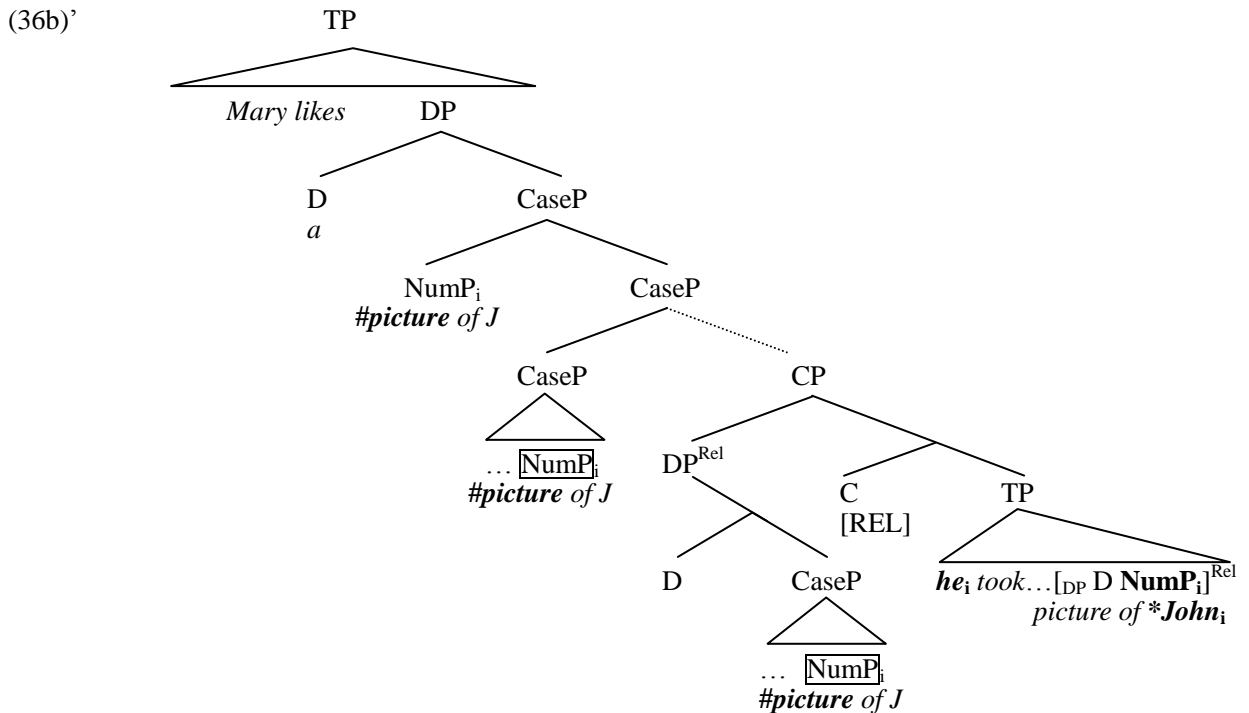 (36b)’ TP
Mary likes DP
D CaseP
a
NumPi CaseP
#picture of J
CaseP CP
… NumPi DPRel C TP
#picture of J [REL]
D CaseP hei took…[DP D NumPi]Rel
picture of *Johni
… NumPi
#picture of J